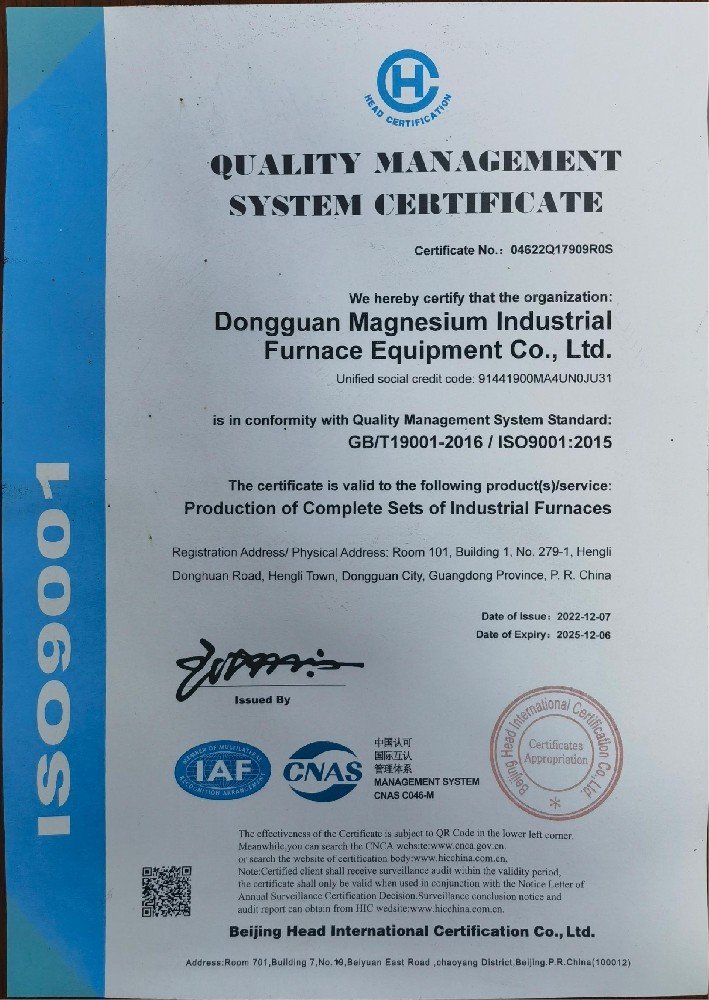 HEAD CERTIFICATION
QUALITY MANAGEMENT
SYSTEM CERTIFICATE
Certificate No.: 04622Q17909R0S
We hereby certify that the organization:
Dongguan Magnesium Industrial
Furnace Equipment Co., Ltd.
Unified social credit code: 91441900MA4UN0JU31
is in conformity with Quality Management System Standard:
GB/T19001-2016 / ISO9001:2015
The certificate is valid to the following product(s)/service:
Production of Complete Sets of Industrial Furnaces
Registration Address/ Physical Address: Room 101, Building 1, No. 279-1, Hengli
Donghuan Road, Hengli Town, Dongguan City, Guangdong Province, P. R. China
Date of Issue: 2022-12-07
Date of Expiry: 2025-12-06
ISO9001
Issued By
MEMBER OF MULTILATERAL
IAF
RECOGNITION ARRANGEMENT
CNAS
中国认可
国际互认
管理体系
MANAGEMENT SYSTEM
CNAS C046-M
Beijing Head International Certification Co., Ltd.
Certificates
Appropriation
The effectiveness of the Certificate is subject to QR Code in the lower left corner.
Meanwhile,you can search the CNCA website:www.cnca.gov.cn.
or search the website of certification body:www.hicchina.com.cn.
Note:Certified client shall receive surveillance audit within the validity period,
the certificate shall only be valid when used in conjunction with the Notice Letter of
Annual Surveillance Certification Decision.Surveillance conclusion notice and
audit report can obtain from HIC wedsite:www.hicchina.com.cn.
Beijing Head International Certification Co., Ltd.
Address:Room 701,Building 7,No.19,Beiyuan East Road ,chaoyang District,Beijing.P.R.China(100012)